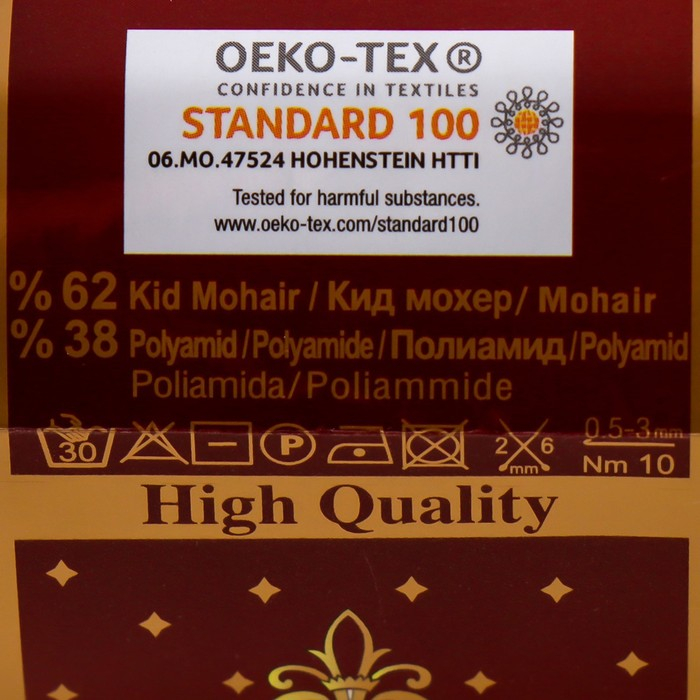 OEKO-TEX®
CONFIDENCE IN TEXTILES
STANDARD 100
06.MO.47524 HOHENSTEIN HTTI
Tested for harmful substances.
www.oeko-tex.com/standard100
% 62 Kid Mohair / Кид мохер / Mohair
% 38 Polyamid / Polyamide / Полиамид / Polyamid
Poliamida / Poliammide
30 P 2 6 mm 0.5-3 mm
Nm 10
High Quality